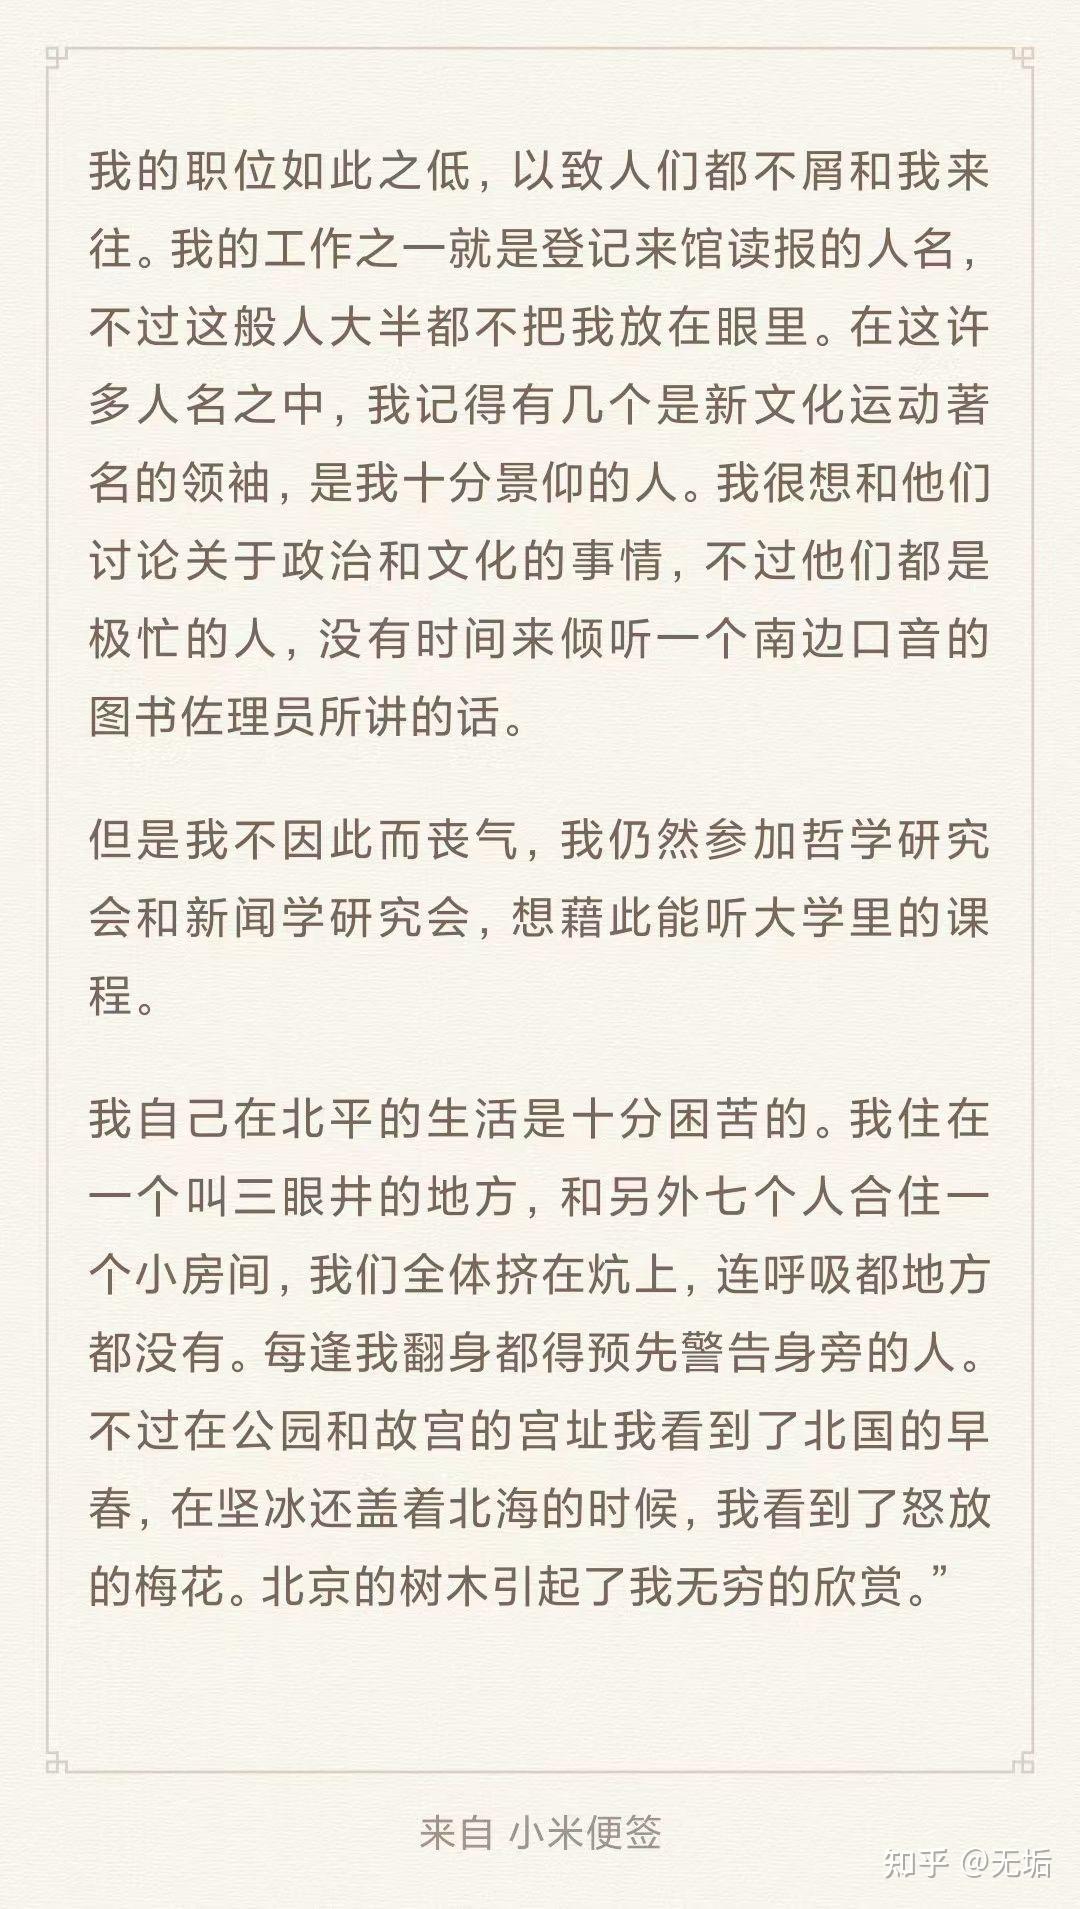 我的职位如此之低，以致人们都不屑和我来
往。我的工作之一就是登记来馆读报的人名，
不过这般人大半都不把我放在眼里。在这许
多人名之中，我记得有几个是新文化运动著
名的领袖，是我十分景仰的人。我很想和他们
讨论关于政治和文化的事情，不过他们都是
极忙的人，没有时间来倾听一个南边口音的
图书佐理员所讲的话。
但是我不因此而丧气，我仍然参加哲学研究
会和新闻学研究会，想藉此能听大学里的课
程。
我自己在北平的生活是十分困苦的。我住在
一个叫三眼井的地方，和另外七个人合住一
个小房间，我们全体挤在炕上，连呼吸都地方
都没有。每逢我翻身都得预先警告身旁的人。
不过在公园和故宫的宫址我看到了北国的早
春，在坚冰还盖着北海的时候，我看到了怒放
的梅花。北京的树木引起了我无穷的欣赏。”
来自 小米便签
知乎 @无垢